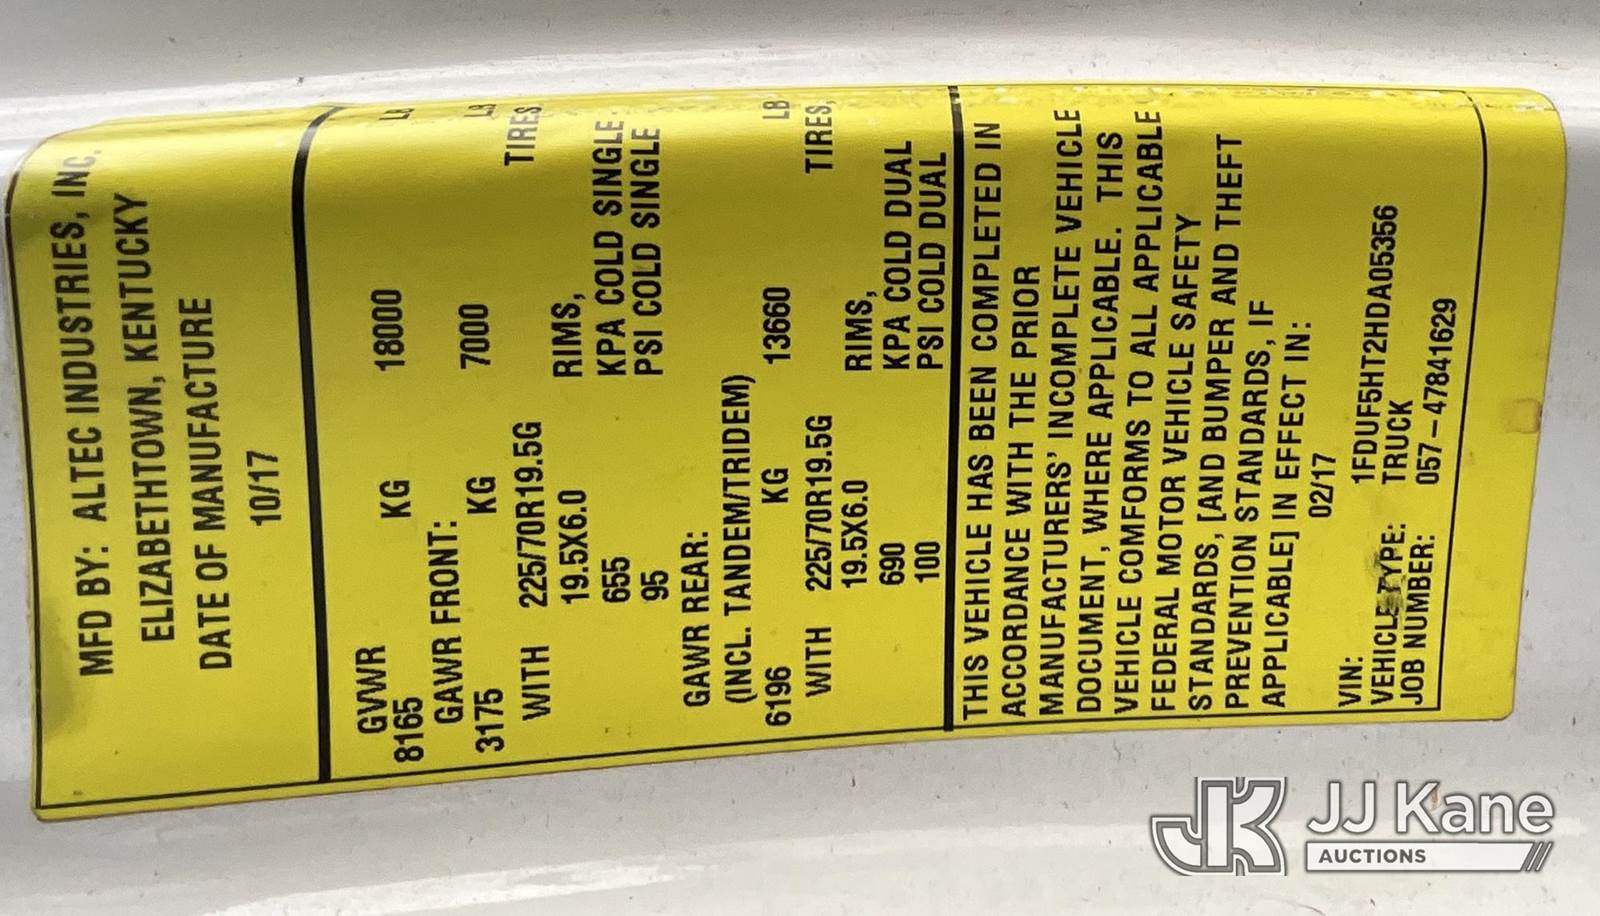 MFD BY: ALTEC INDUSTRIES, INC.
ELIZABETHTOWN, KENTUCKY
DATE OF MANUFACTURE
10/17
GVWR
8165 KG 18000 LB
GAWR FRONT:
3175 KG 7000 LB
WITH 225/70R19.5G TIRES,
19.5X6.0 RIMS,
655 KPA COLD SINGLE
95 PSI COLD SINGLE
GAWR REAR:
(INCL. TANDEM/TRIDEM)
6196 KG 13660 LB
WITH 225/70R19.5G TIRES,
19.5X6.0 RIMS,
690 KPA COLD DUAL
100 PSI COLD DUAL
THIS VEHICLE HAS BEEN COMPLETED IN
ACCORDANCE WITH THE PRIOR
MANUFACTURERS' INCOMPLETE VEHICLE
DOCUMENT, WHERE APPLICABLE. THIS
VEHICLE CONFORMS TO ALL APPLICABLE
FEDERAL MOTOR VEHICLE SAFETY
STANDARDS, [AND BUMPER AND THEFT
PREVENTION STANDARDS, IF
APPLICABLE] IN EFFECT IN:
02/17
VIN: 1FDUF5HT2HDA05356
VEHICLE TYPE: TRUCK
JOB NUMBER: 057-47841629
JK JJ Kane
AUCTIONS